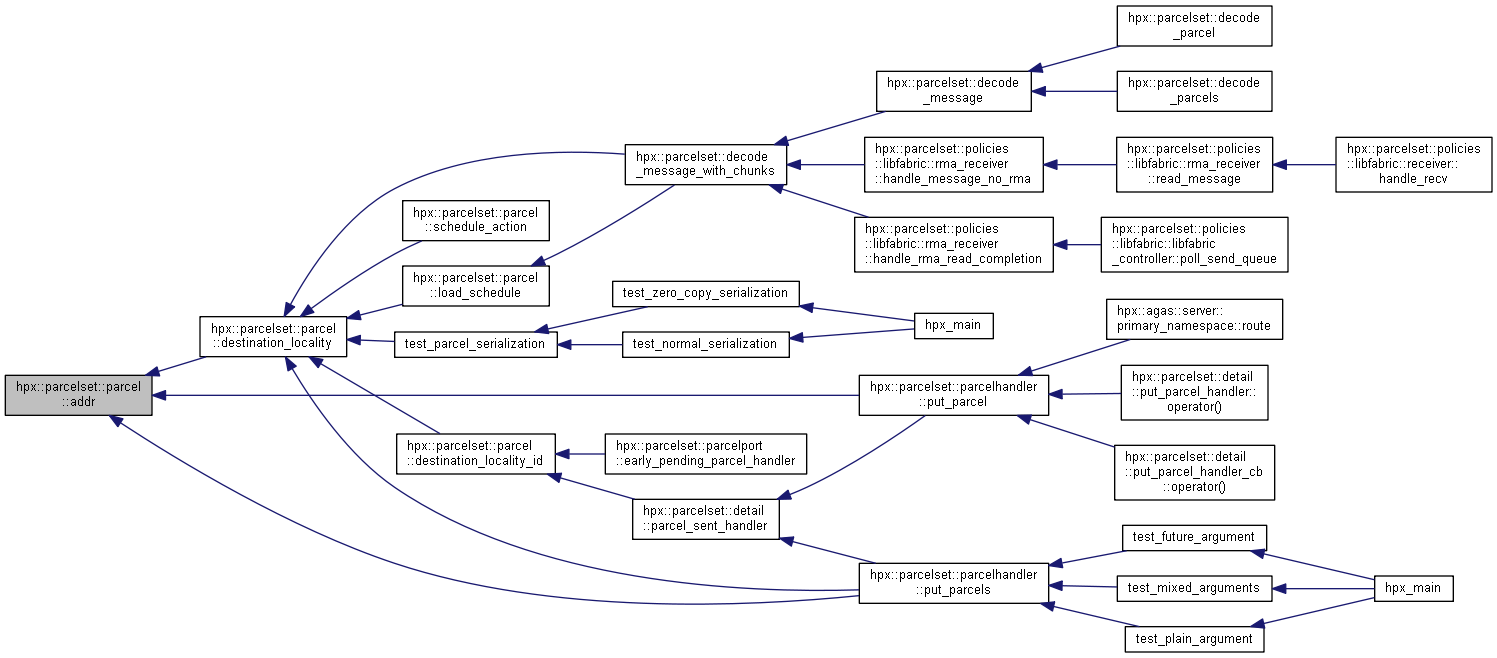 hpx::parcelset::decode
_parcel
hpx::parcelset::decode
_message
hpx::parcelset::decode
_parcels
hpx::parcelset::decode
_message_with_chunks
hpx::parcelset::policies
::libfabric::rma_receiver
::handle_message_no_rma
hpx::parcelset::policies
::libfabric::rma_receiver
::read_message
hpx::parcelset::policies
::libfabric::receiver::
handle_recv
hpx::parcelset::parcel
::schedule_action
hpx::parcelset::policies
::libfabric::rma_receiver
::handle_rma_read_completion
hpx::parcelset::policies
::libfabric::libfabric
_controller::poll_send_queue
hpx::parcelset::parcel
::load_schedule
test_zero_copy_serialization
hpx::parcelset::parcel
::destination_locality
test_parcel_serialization
test_normal_serialization
hpx_main
hpx::agas::server::
primary_namespace::route
hpx::parcelset::parcel
::addr
hpx::parcelset::parcelhandler
::put_parcel
hpx::parcelset::detail
::put_parcel_handler::
operator()
hpx::parcelset::parcel
::destination_locality_id
hpx::parcelset::parcelport
::early_pending_parcel_handler
hpx::parcelset::detail
::put_parcel_handler_cb
::operator()
hpx::parcelset::detail
::parcel_sent_handler
test_future_argument
hpx::parcelset::parcelhandler
::put_parcels
test_mixed_arguments
hpx_main
test_plain_argument